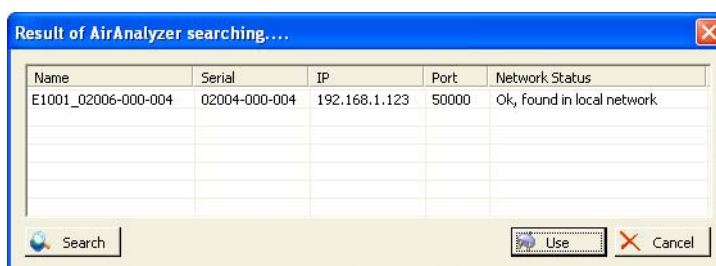 Result of AirAnalyzer searching....
Name Serial IP Port Network Status
E1001_02006-000-004 02004-000-004 192.168.1.123 50000 Ok, found in local network
Search Use Cancel